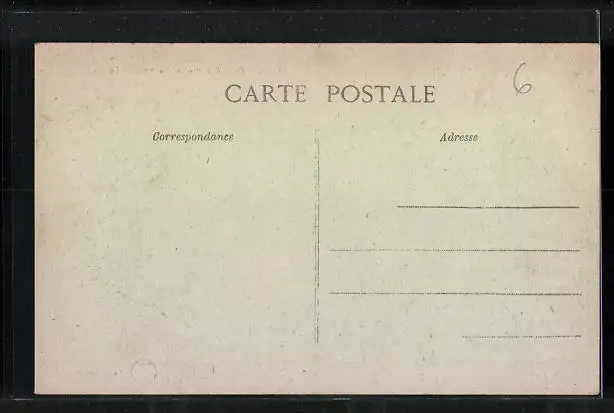 6
CARTE POSTALE
Correspondance
Adresse